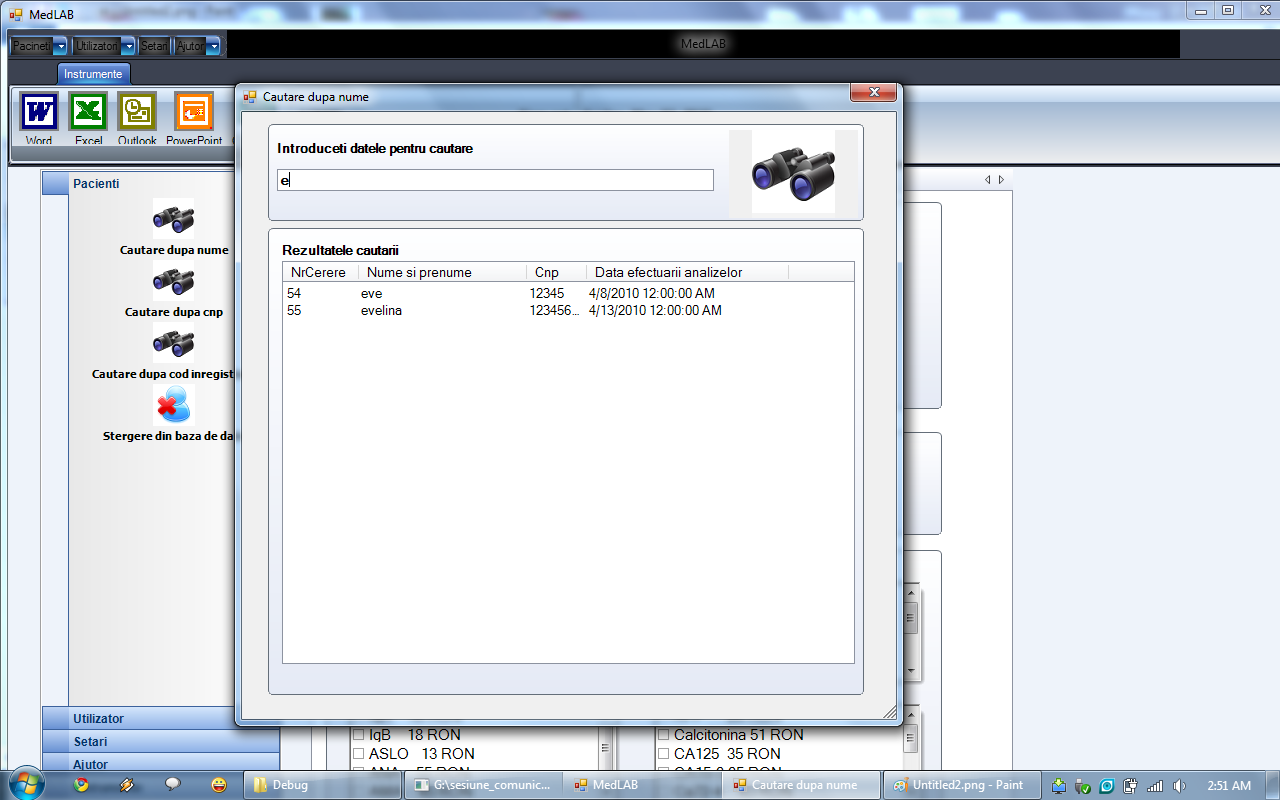 MedLAB
Pacineti Utilizatori Setari Ajutor MedLAB
Instrumente
Word Excel Outlook PowerPoint
Cautare dupa nume
Introduceti datele pentru cautare
e
Rezultatele cautarii
NrCerere Nume si prenume Cnp Data efectuarii analizelor
54 eve 12345 4/8/2010 12:00:00 AM
55 evelina 123456... 4/13/2010 12:00:00 AM
Pacienti
Cautare dupa nume
Cautare dupa cnp
Cautare dupa cod inregist
Stergere din baza de da
Utilizator
Setari
Ajutor
IgB 18 RON
ASLO 13 RON
ANA 55 RON
Calcitonina 51 RON
CA125 35 RON
Debug G:\sesiune_comunic... MedLAB Cautare dupa nume Untitled2.png - Paint 2:51 AM